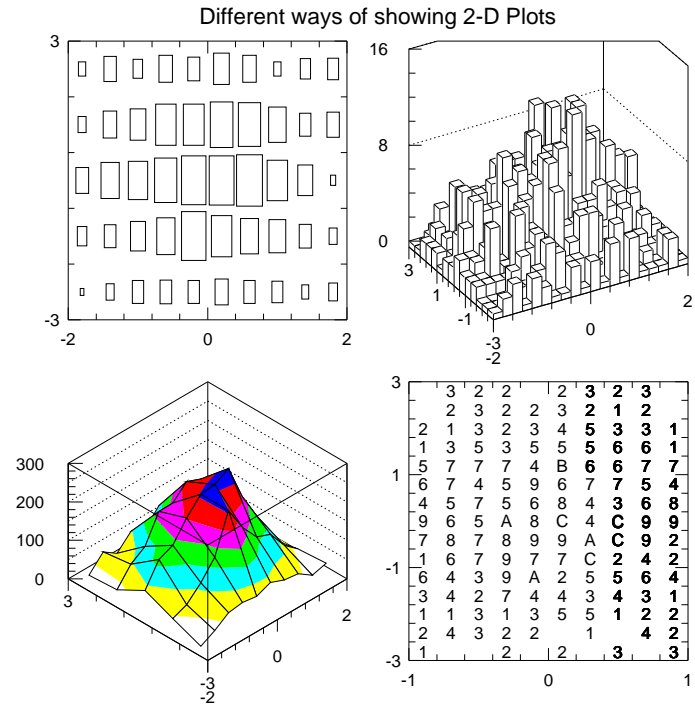 Different ways of showing 2-D Plots
3
-3
-2 0 2
16
12
8
4
0
3
1
-1
-3
-2
0
2
300
200
100
0
3
-3
-2
0
2
3
1
-1
-3
-1 0 1
3 2 2 2 3 2 3
2 3 2 2 3 2 1 2
2 1 3 2 3 4 5 3 3 1
1 3 5 3 5 5 5 6 6 1
5 7 7 7 4 B 6 6 7 7
6 7 4 5 9 6 7 7 5 4
4 5 7 5 6 8 4 3 6 8
9 6 5 A 8 C 4 C 9 9
7 8 7 8 9 9 A C 9 2
1 6 7 9 7 7 C 2 4 2
6 4 3 9 A 2 5 5 6 4
3 4 2 7 4 4 3 4 3 1
1 1 3 1 3 5 5 1 2 2
2 4 3 2 2 1 4 2
1 2 2 3 3